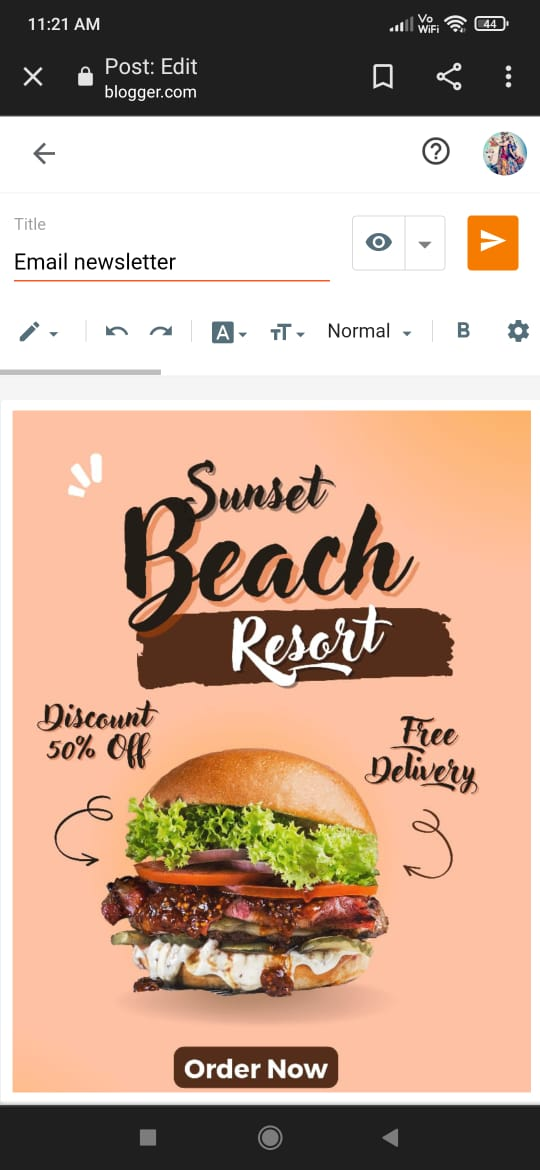 11:21 AM
Vo
WiFi
44
Post: Edit
blogger.com
Title
Email newsletter
A
TT
Normal
B
Sunset
Beach
Resort
Discount
50% Off
Free
Delivery
Order Now